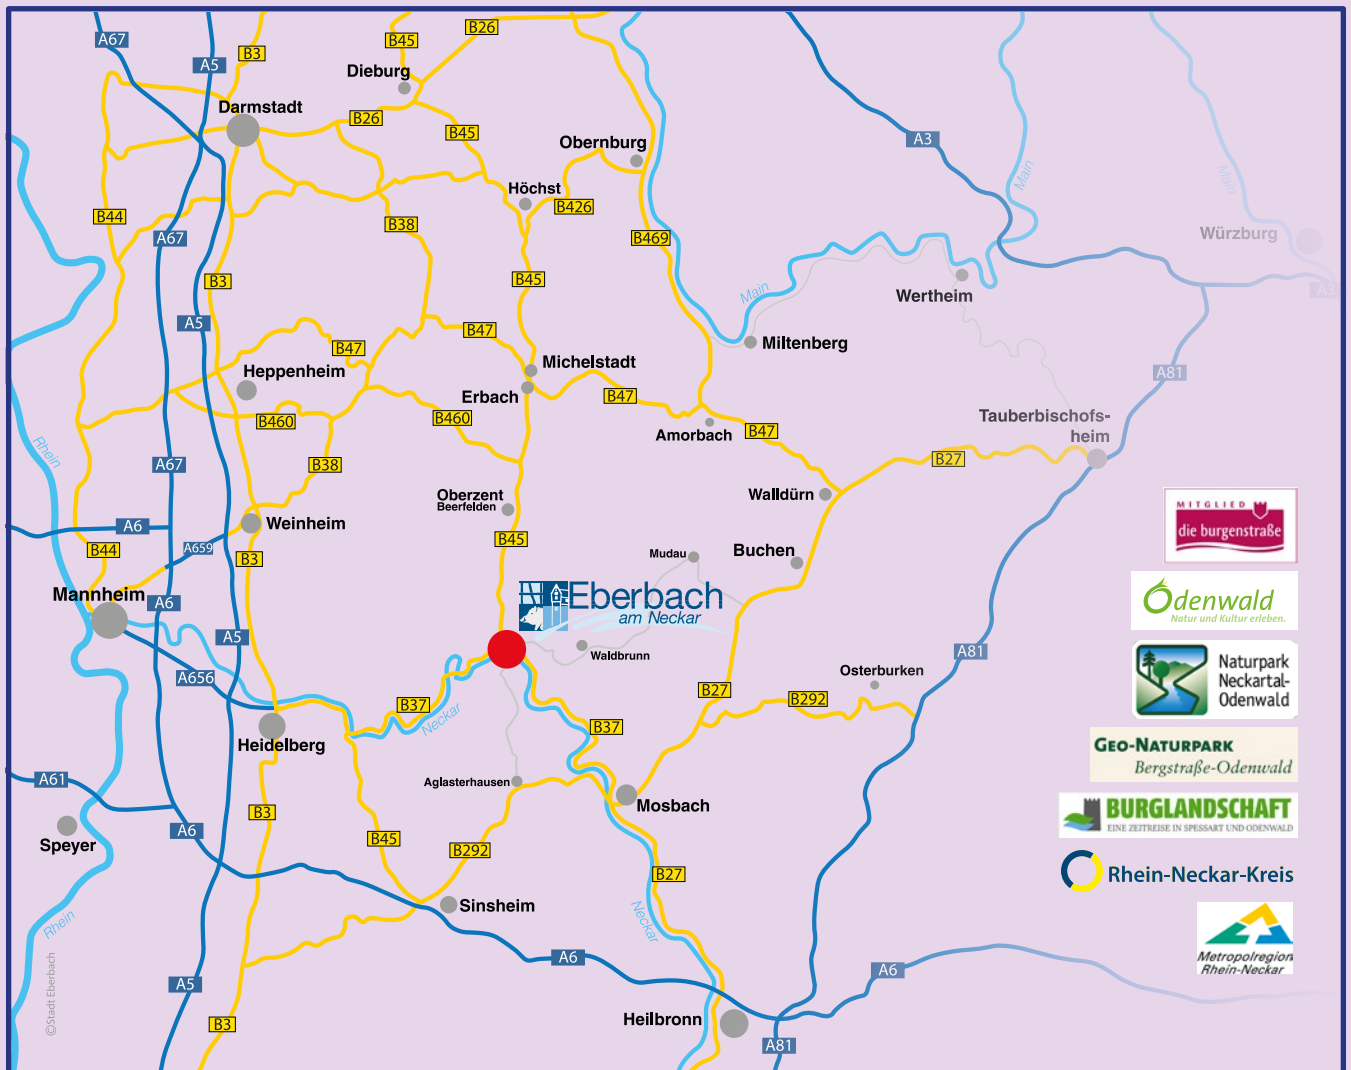 A67
A5
B3
B45
B26
Dieburg
Darmstadt
B26
B45
Obernburg
A3
Main
Main
Höchst
B426
B44
B38
B469
Würzburg
A67
B3
B45
Main
Wertheim
A3
A5
B47
B47
Miltenberg
Michelstadt
Heppenheim
Erbach
B47
A81
B460
B460
Amorbach
B47
Tauberbischofs-
heim
Rhein
A67
B38
B27
Oberzent
Beerfelden
Walldürn
A6
Weinheim
B45
B44
A659
B3
Mudau
Buchen
MITGLIED
die burgenstraße
Mannheim
A6
Eberbach
am Neckar
Odenwald
Natur und Kultur erleben.
A5
Waldbrunn
A81
A656
Osterburken
Naturpark
Neckartal-
Odenwald
B37
Neckar
B27
B292
B37
Heidelberg
GEO-NATURPARK
Bergstraße-Odenwald
A61
Aglasterhausen
Mosbach
B3
BURGLANDSCHAFT
EINE ZEITREISE IN SPESSART UND ODENWALD
Speyer
A6
B45
B292
B27
Rhein-Neckar-Kreis
Rhein
Sinsheim
Neckar
A6
A6
Metropolregion
Rhein-Neckar
©Stadt Eberbach
A5
B3
Heilbronn
A81